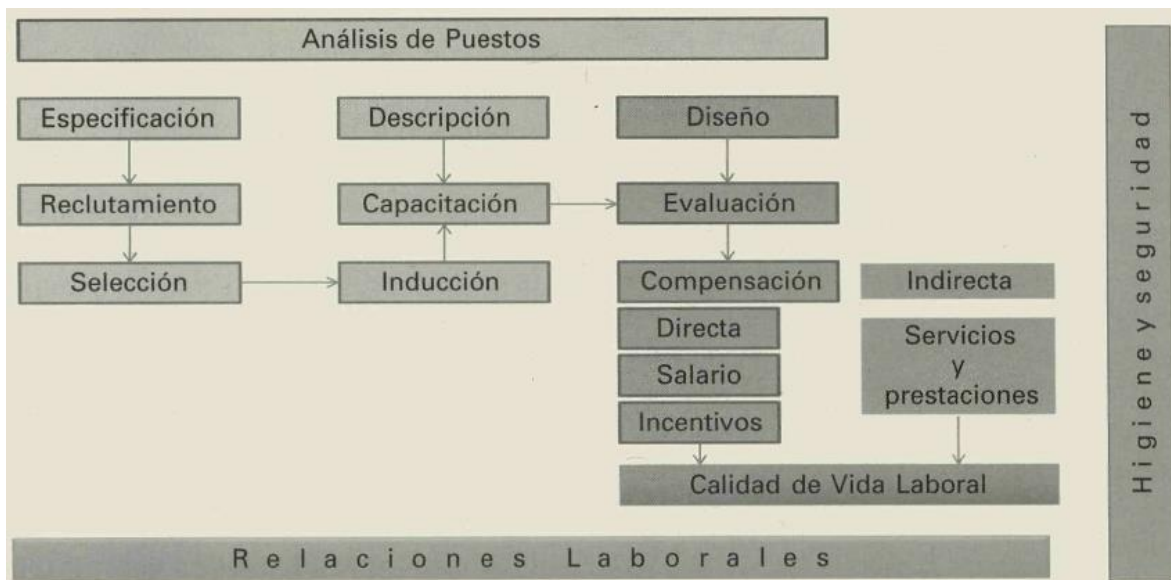 Análisis de Puestos
Especificación
Descripción
Diseño
Reclutamiento
Capacitación
Evaluación
Selección
Inducción
Compensación
Indirecta
Directa
Salario
Incentivos
Servicios
y
prestaciones
Calidad de Vida Laboral
Relaciones Laborales
Higiene y seguridad